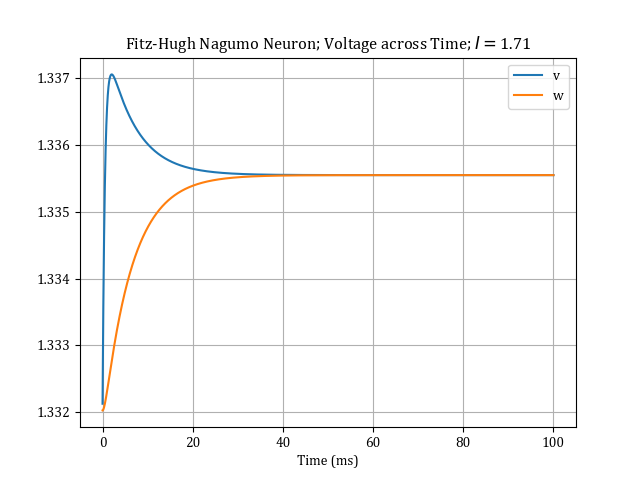 Fitz-Hugh Nagumo Neuron; Voltage across Time; I = 1.71
v
w
1.337
1.336
1.335
1.334
1.333
1.332
0 20 40 60 80 100
Time (ms)